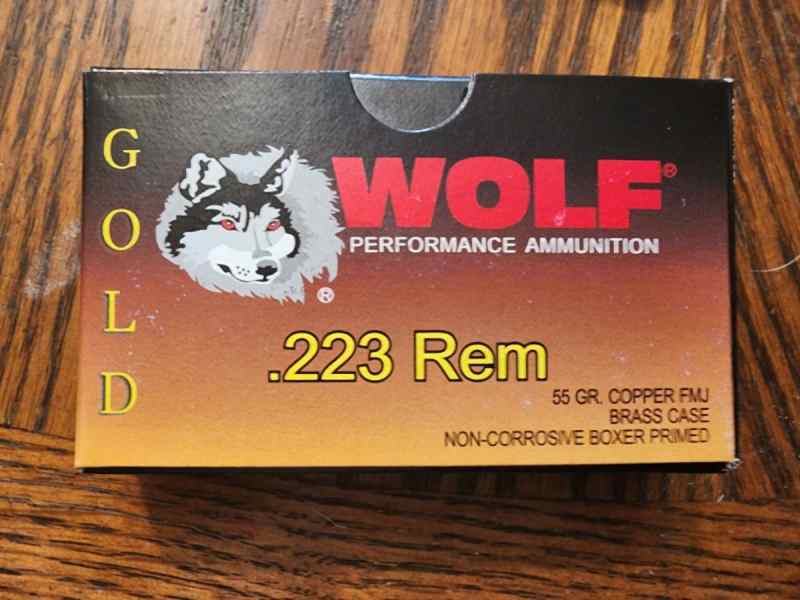 GOLD
WOLF®
PERFORMANCE AMMUNITION
®
.223 Rem
55 GR. COPPER FMJ
BRASS CASE
NON-CORROSIVE BOXER PRIMED